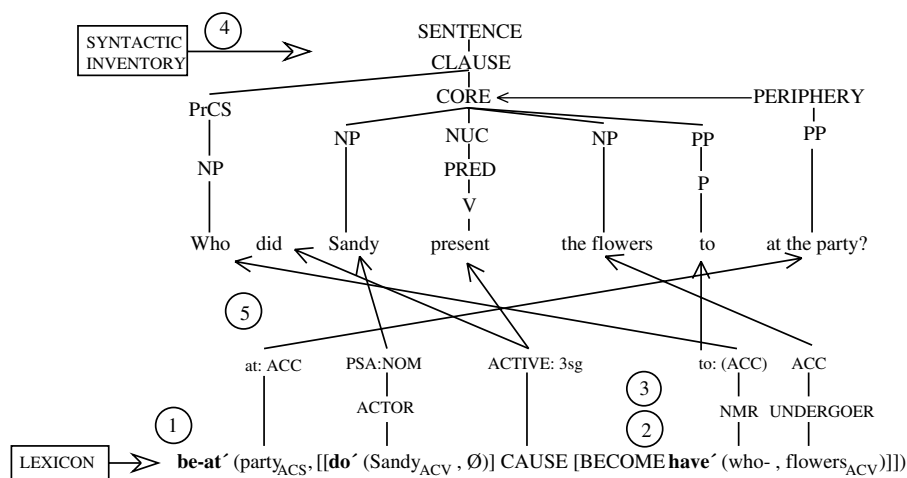 SENTENCE
SYNTACTIC 4
INVENTORY
CLAUSE
CORE PERIPHERY
PrCS
NP NUC NP PP PP
NP PRED P
V
Who did Sandy present the flowers to at the party?
5
at: ACC PSA:NOM ACTIVE: 3sg to: (ACC) ACC
3
ACTOR NMR UNDERGOER
1 2
LEXICON be-at´ (party_ACS, [[do´ (Sandy_ACV , Ø)] CAUSE [BECOME have´ (who- , flowers_ACV)]])